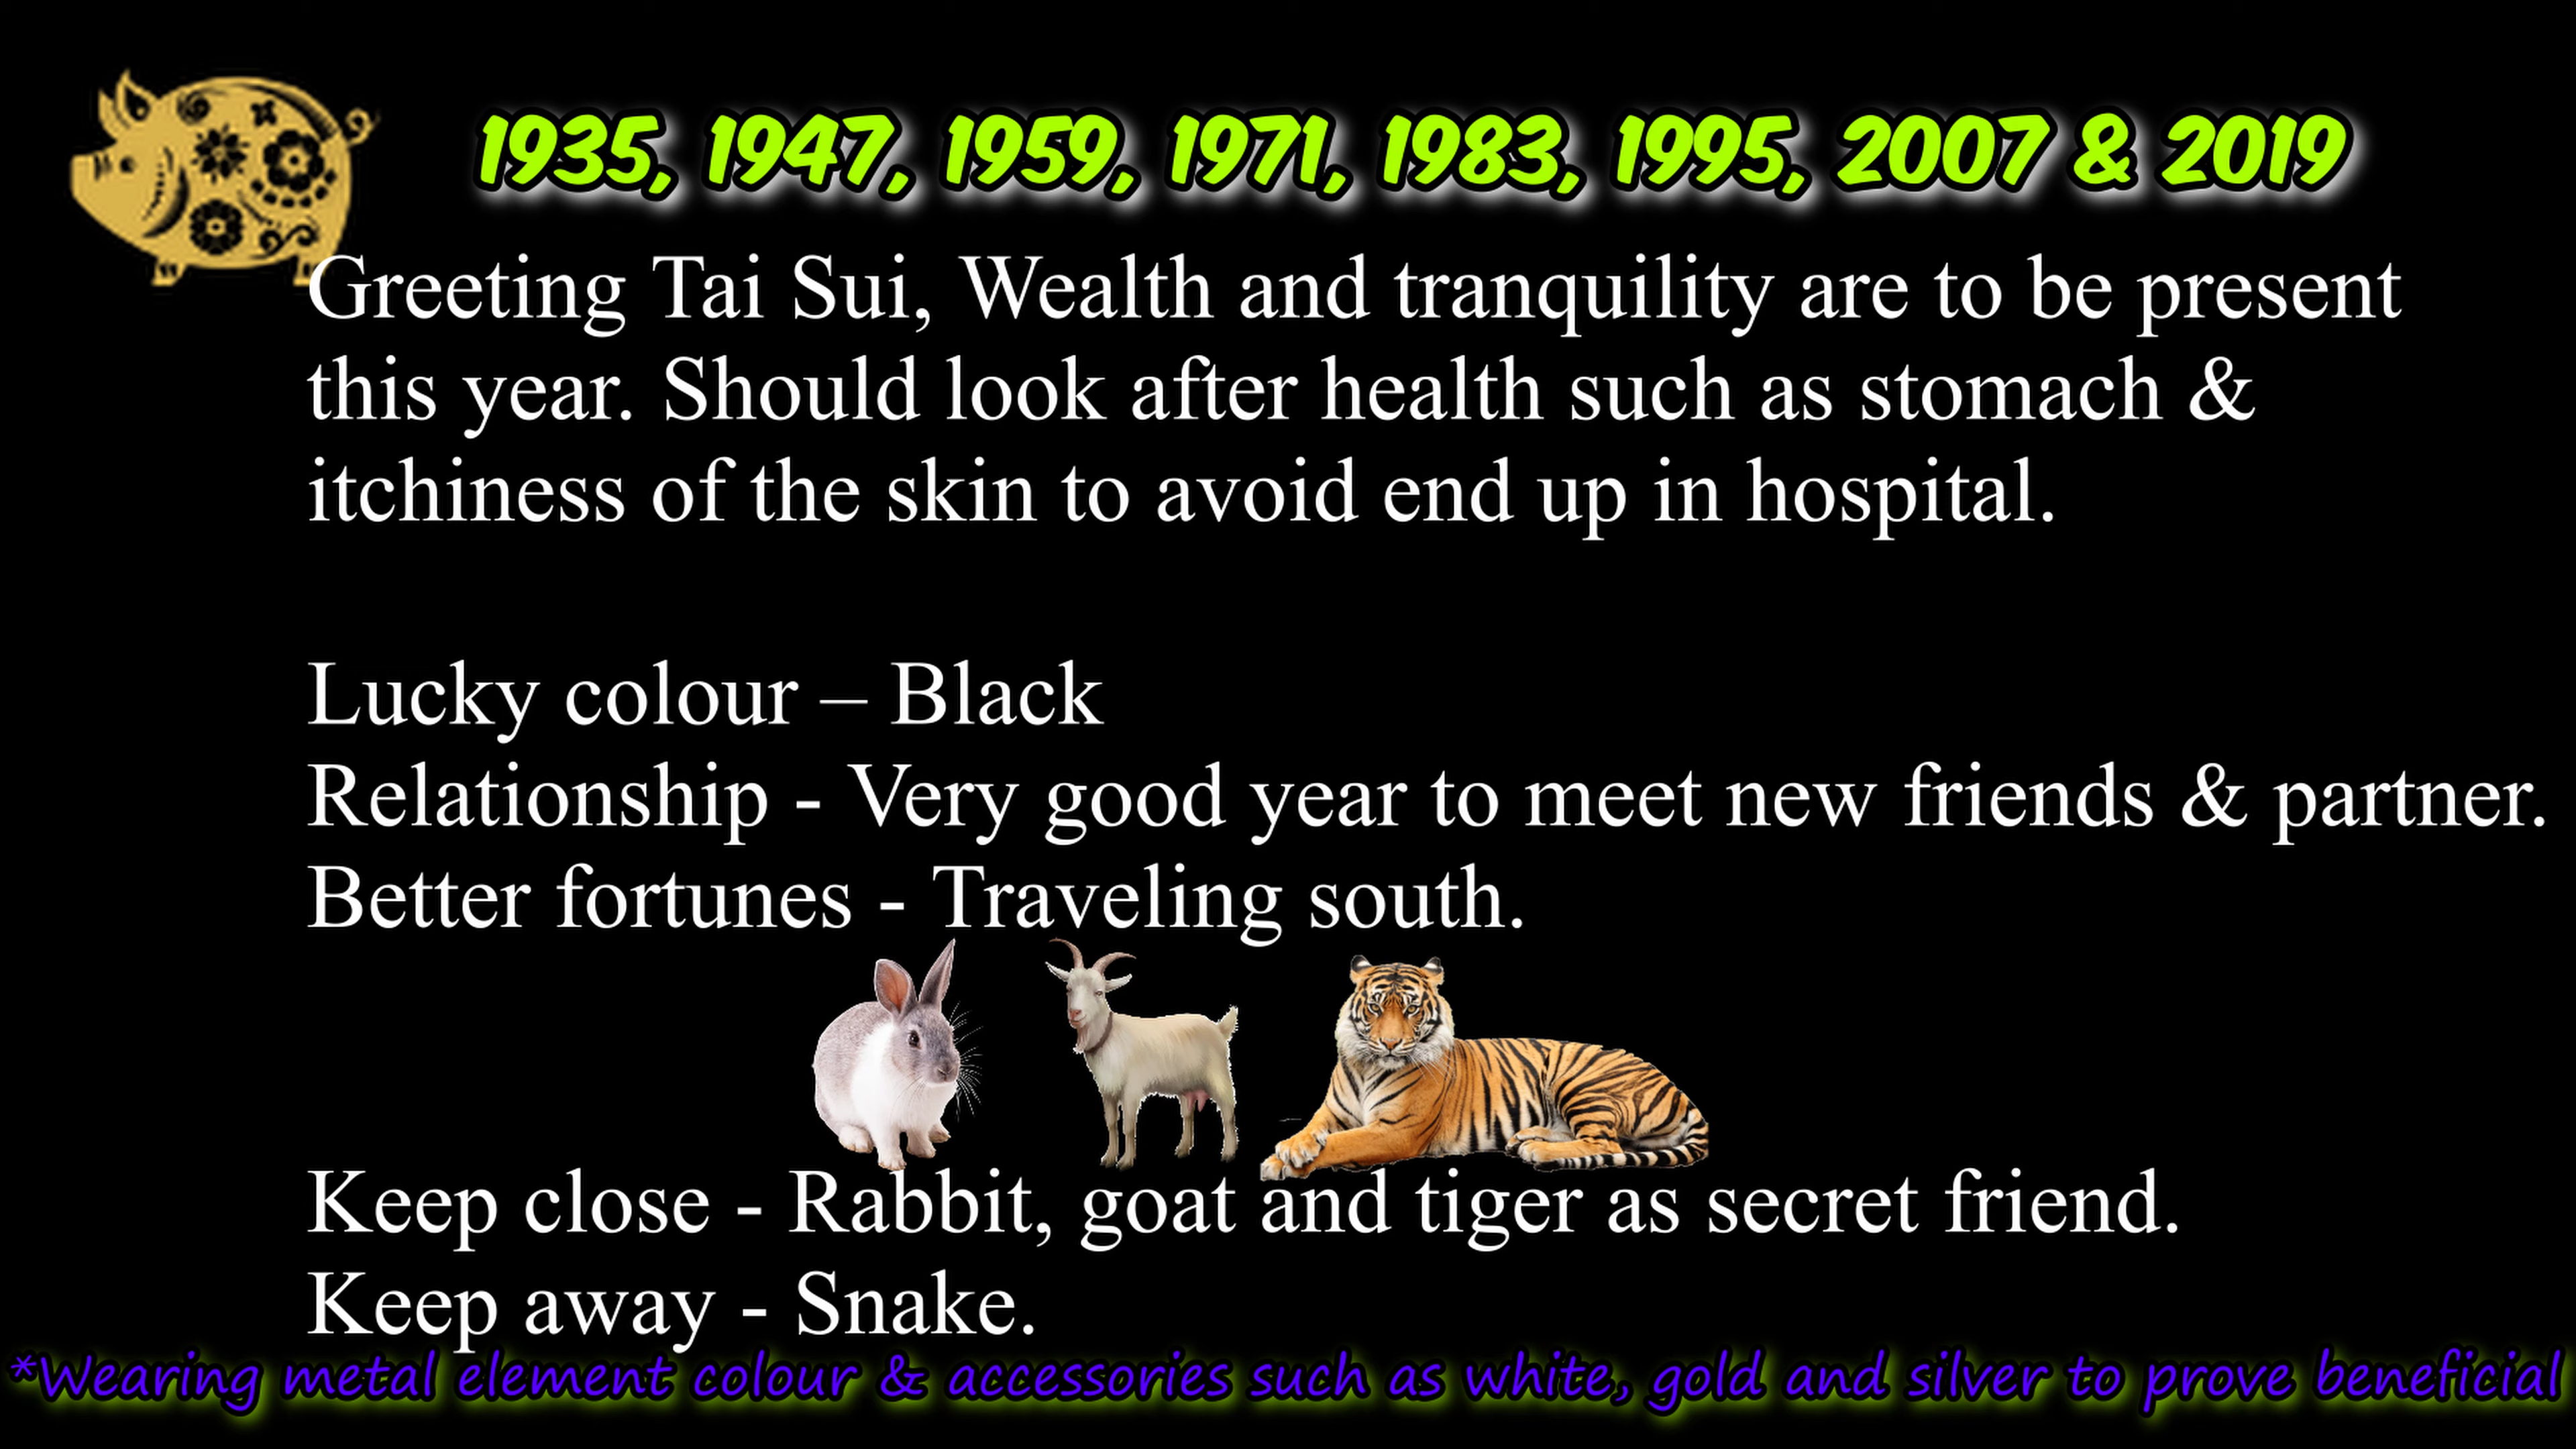 1935, 1947, 1959, 1971, 1983, 1995, 2007 & 2019
Greeting Tai Sui, Wealth and tranquility are to be present
this year. Should look after health such as stomach &
itchiness of the skin to avoid end up in hospital.
Lucky colour – Black
Relationship - Very good year to meet new friends & partner.
Better fortunes - Traveling south.
Keep close - Rabbit, goat and tiger as secret friend.
Keep away - Snake.
*Wearing metal element colour & accessories such as white, gold and silver to prove beneficial